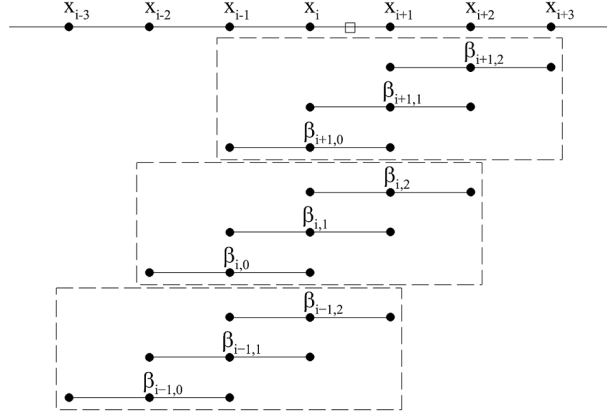 x_{i-3} x_{i-2} x_{i-1} x_i x_{i+1} x_{i+2} x_{i+3}
β_{i+1,2}
β_{i+1,1}
β_{i+1,0}
β_{i,2}
β_{i,1}
β_{i,0}
β_{i−1,2}
β_{i−1,1}
β_{i−1,0}